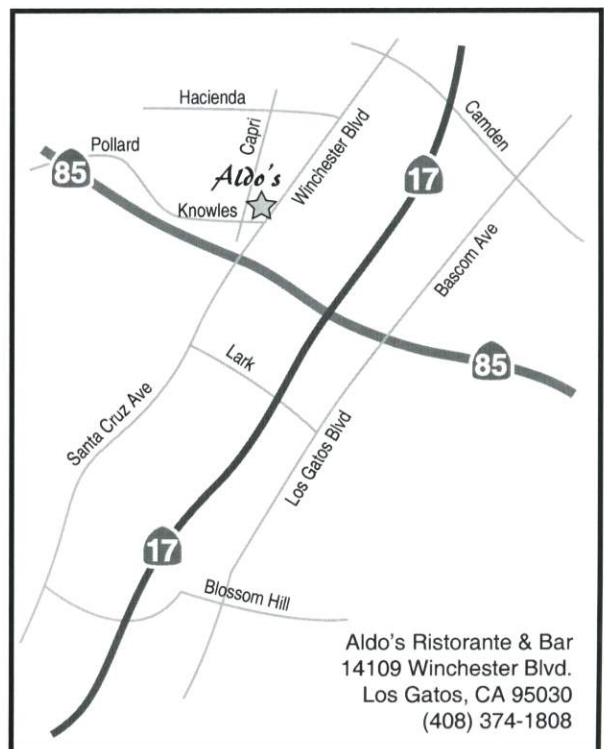 Hacienda
Capri
Winchester Blvd
Camden
Pollard
85
Aldo's
17
Knowles
Bascom Ave
Lark
85
Santa Cruz Ave
Los Gatos Blvd
17
Blossom Hill
Aldo's Ristorante & Bar
14109 Winchester Blvd.
Los Gatos, CA 95030
(408) 374-1808